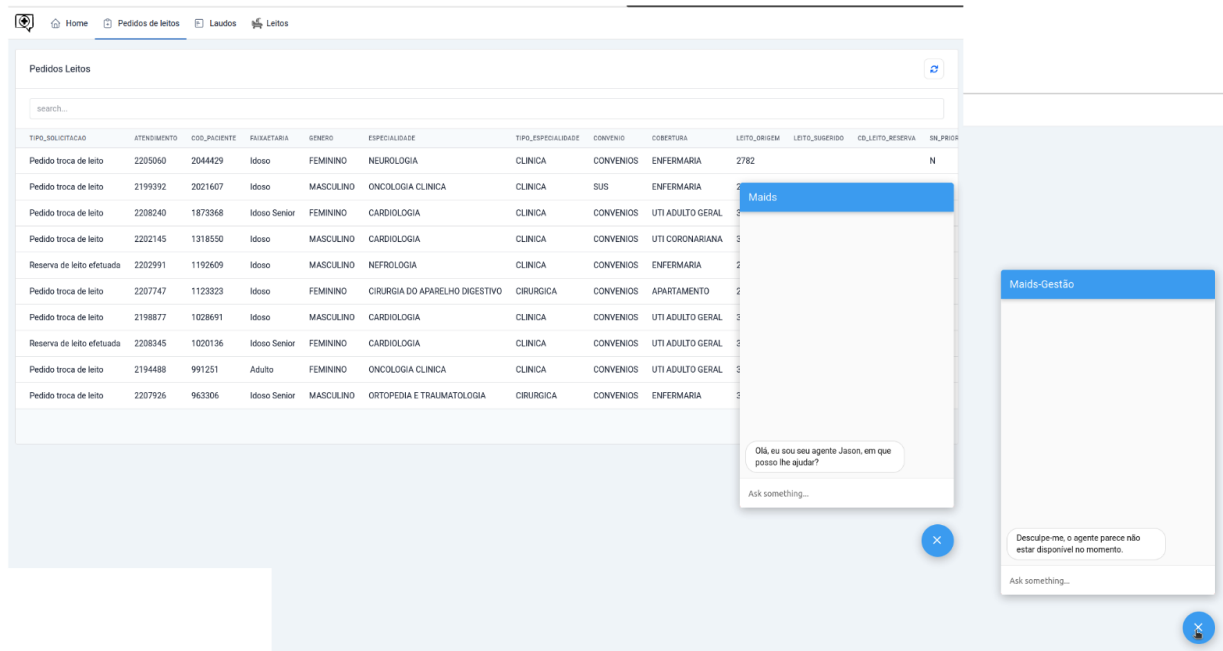 Home Pedidos de leitos Laudos Leitos
Pedidos Leitos
search...
TIPO_SOLICITACAO ATENDIMENTO COD_PACIENTE FAIXAETARIA GENERO ESPECIALIDADE TIPO_ESPECIALIDADE CONVENIO COBERTURA LEITO_ORIGEM LEITO_SUGERIDO CD_LEITO_RESERVA SN_PRIOR
Pedido troca de leito 2205060 2044429 Idoso FEMININO NEUROLOGIA CLINICA CONVENIOS ENFERMARIA 2782 N
Pedido troca de leito 2199392 2021607 Idoso MASCULINO ONCOLOGIA CLINICA CLINICA SUS ENFERMARIA 2
Pedido troca de leito 2208240 1873368 Idoso Senior FEMININO CARDIOLOGIA CLINICA CONVENIOS UTI ADULTO GERAL 3
Pedido troca de leito 2202145 1318550 Idoso MASCULINO CARDIOLOGIA CLINICA CONVENIOS UTI CORONARIANA 3
Reserva de leito efetuada 2202991 1192609 Idoso MASCULINO NEFROLOGIA CLINICA CONVENIOS ENFERMARIA 2
Pedido troca de leito 2207747 1123323 Idoso FEMININO CIRURGIA DO APARELHO DIGESTIVO CIRURGICA CONVENIOS APARTAMENTO 2
Pedido troca de leito 2198877 1028691 Idoso MASCULINO CARDIOLOGIA CLINICA CONVENIOS UTI ADULTO GERAL 3
Reserva de leito efetuada 2208345 1020136 Idoso Senior FEMININO CARDIOLOGIA CLINICA CONVENIOS UTI ADULTO GERAL 3
Pedido troca de leito 2194488 991251 Adulto FEMININO ONCOLOGIA CLINICA CLINICA CONVENIOS UTI ADULTO GERAL 3
Pedido troca de leito 2207926 963306 Idoso Senior MASCULINO ORTOPEDIA E TRAUMATOLOGIA CIRURGICA CONVENIOS ENFERMARIA 3
Maids
Olá, eu sou seu agente Jason, em que
posso lhe ajudar?
Ask something...
Maids-Gestão
Desculpe-me, o agente parece não
estar disponível no momento.
Ask something...